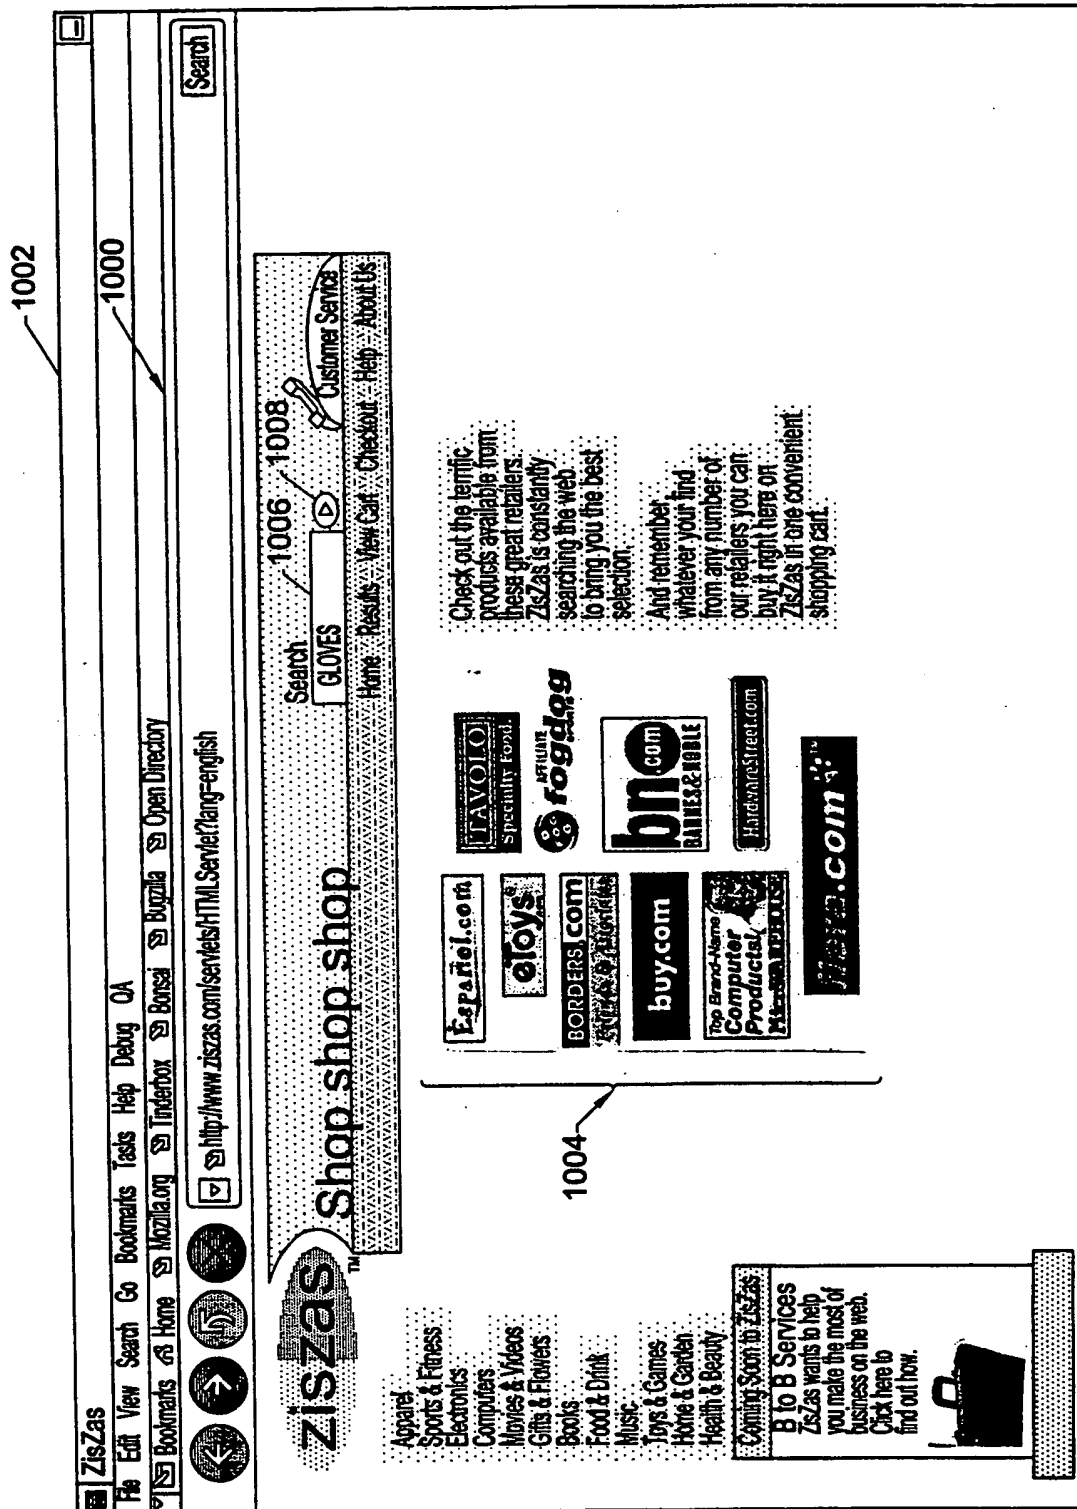 1002
ZisZas
File Edit View Search Go Bookmarks Tasks Help Debug QA
1000
Bookmarks Home Mozilla.org Tinderbox Bonsai Bugzilla Open Directory
http://www.ziszas.com/servlets/HTMLServlet?lang=english
Search
ziszas™
Shop shop shop
Search
1006
1008
GLOVES
Customer Service
Home Results View Cart Checkout Help About Us
Apparel
Sports & Fitness
Electronics
Computers
Movies & Videos
Gifts & Flowers
Books
Food & Drink
Music
Toys & Games
Home & Garden
Health & Beauty
Coming Soon to ZisZas
B to B Services
ZisZas wants to help
you make the most of
business on the web.
Click here to
find out how.
1004
Español.com
TAVOLO
Specialty Food.
eToys
AFFILIATE
fogdog
SPORTS
BORDERS.com
bn.com
BARNES & NOBLE
buy.com
Top Brand-Name
Computer
Products!
HardwareStreet.com
.com
Check out the terrific
products available from
these great retailers.
ZisZas is constantly
searching the web
to bring you the best
selection.
And remember
whatever your find
from any number of
our retailers you can
buy it right here on
ZisZas in one convenient
shopping cart.